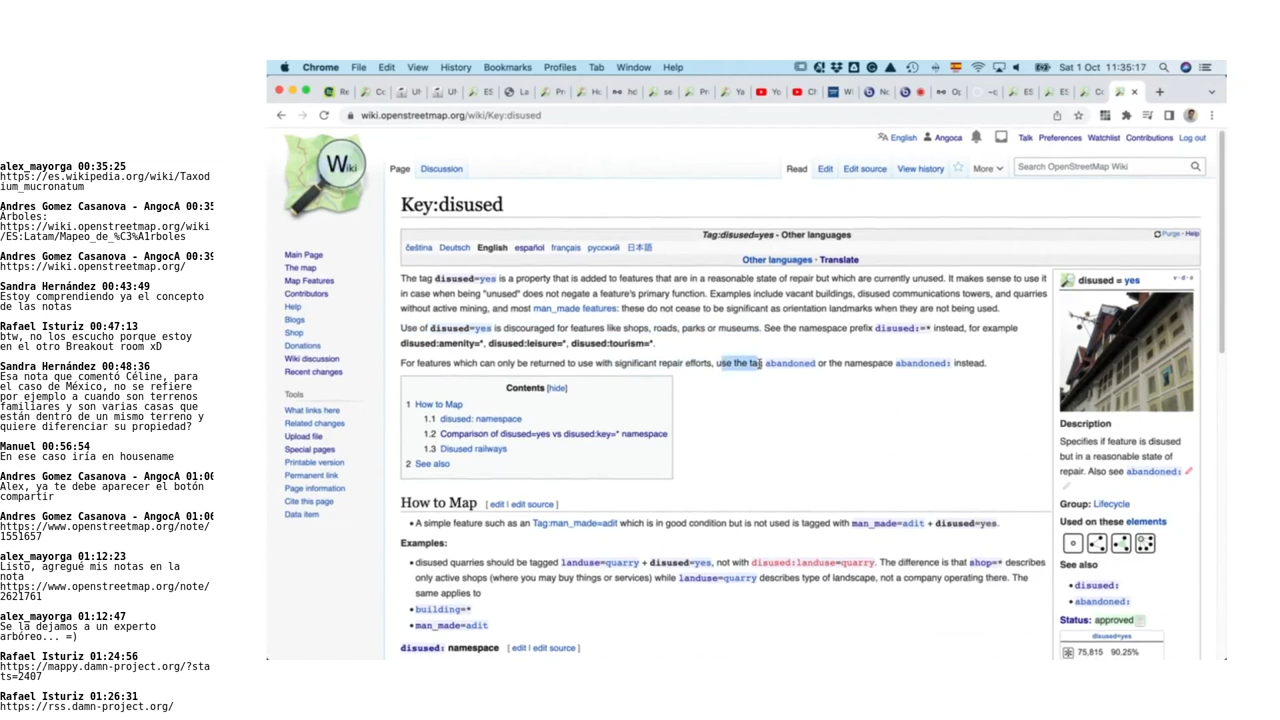 alex_mayorga 00:35:25
https://es.wikipedia.org/wiki/Taxod
ium_mucronatum
Andres Gomez Casanova - AngocA 00:35
Árboles:
https://wiki.openstreetmap.org/wiki
/ES:Latam/Mapeo_de_%C3%A1rboles
Andres Gomez Casanova - AngocA 00:39
https://wiki.openstreetmap.org/
Sandra Hernández 00:43:49
Estoy comprendiendo ya el concepto
de las notas
Rafael Isturiz 00:47:13
btw, no los escucho porque estoy
en el otro Breakout room xD
Sandra Hernández 00:48:36
Esa nota que comentó Céline, para
el caso de México, no se refiere
por ejemplo a cuando son terrenos
familiares y son varias casas que
están dentro de un mismo terreno y
quiere diferenciar su propiedad?
Manuel 00:56:54
En ese caso iría en housename
Andres Gomez Casanova - AngocA 01:06
Alex, ya te debe aparecer el botón
compartir
Andres Gomez Casanova - AngocA 01:06
https://www.openstreetmap.org/note/
1551657
alex_mayorga 01:12:23
Listo, agregué mis notas en la
nota
https://www.openstreetmap.org/note/
2621761
alex_mayorga 01:12:47
Se la dejamos a un experto
arbóreo... =)
Rafael Isturiz 01:24:56
https://mappy.damn-project.org/?sta
ts=2407
Rafael Isturiz 01:26:31
https://rss.damn-project.org/
Chrome File Edit View History Bookmarks Profiles Tab Window Help Sat 1 Oct 11:35:17
wiki.openstreetmap.org/wiki/Key:disused
English Angoca Talk Preferences Watchlist Contributions Log out
Wiki
Page Discussion Read Edit Edit source View history More Search OpenStreetMap Wiki
Key:disused
Tag:disused=yes - Other languages Purge · Help
čeština Deutsch English español français русский 日本語
Other languages · Translate
Main Page
The map
Map Features
Contributors
Help
Blogs
Shop
Donations
Wiki discussion
Recent changes
Tools
What links here
Related changes
Upload file
Special pages
Printable version
Permanent link
Page information
Cite this page
Data item
The tag disused=yes is a property that is added to features that are in a reasonable state of repair but which are currently unused. It makes sense to use it
in case when being "unused" does not negate a feature's primary function. Examples include vacant buildings, disused communications towers, and quarries
without active mining, and most man_made features: these do not cease to be significant as orientation landmarks when they are not being used.
Use of disused=yes is discouraged for features like shops, roads, parks or museums. See the namespace prefix disused:=* instead, for example
disused:amenity=*, disused:leisure=*, disused:tourism=*.
For features which can only be returned to use with significant repair efforts, use the tag abandoned or the namespace abandoned: instead.
Contents [hide]
1 How to Map
1.1 disused: namespace
1.2 Comparison of disused=yes vs disused:key=* namespace
1.3 Disused railways
2 See also
How to Map [ edit | edit source ]
• A simple feature such as an Tag:man_made=adit which is in good condition but is not used is tagged with man_made=adit + disused=yes.
Examples:
• disused quarries should be tagged landuse=quarry + disused=yes, not with disused:landuse=quarry. The difference is that shop=* describes
only active shops (where you may buy things or services) while landuse=quarry describes type of landscape, not a company operating there. The
same applies to
• building=*
• man_made=adit
disused: namespace [ edit | edit source ]
disused = yes v · d · e
Description
Specifies if feature is disused
but in a reasonable state of
repair. Also see abandoned:
Group: Lifecycle
Used on these elements
See also
• disused:
• abandoned:
Status: approved
disused=yes
75,815 90.25%